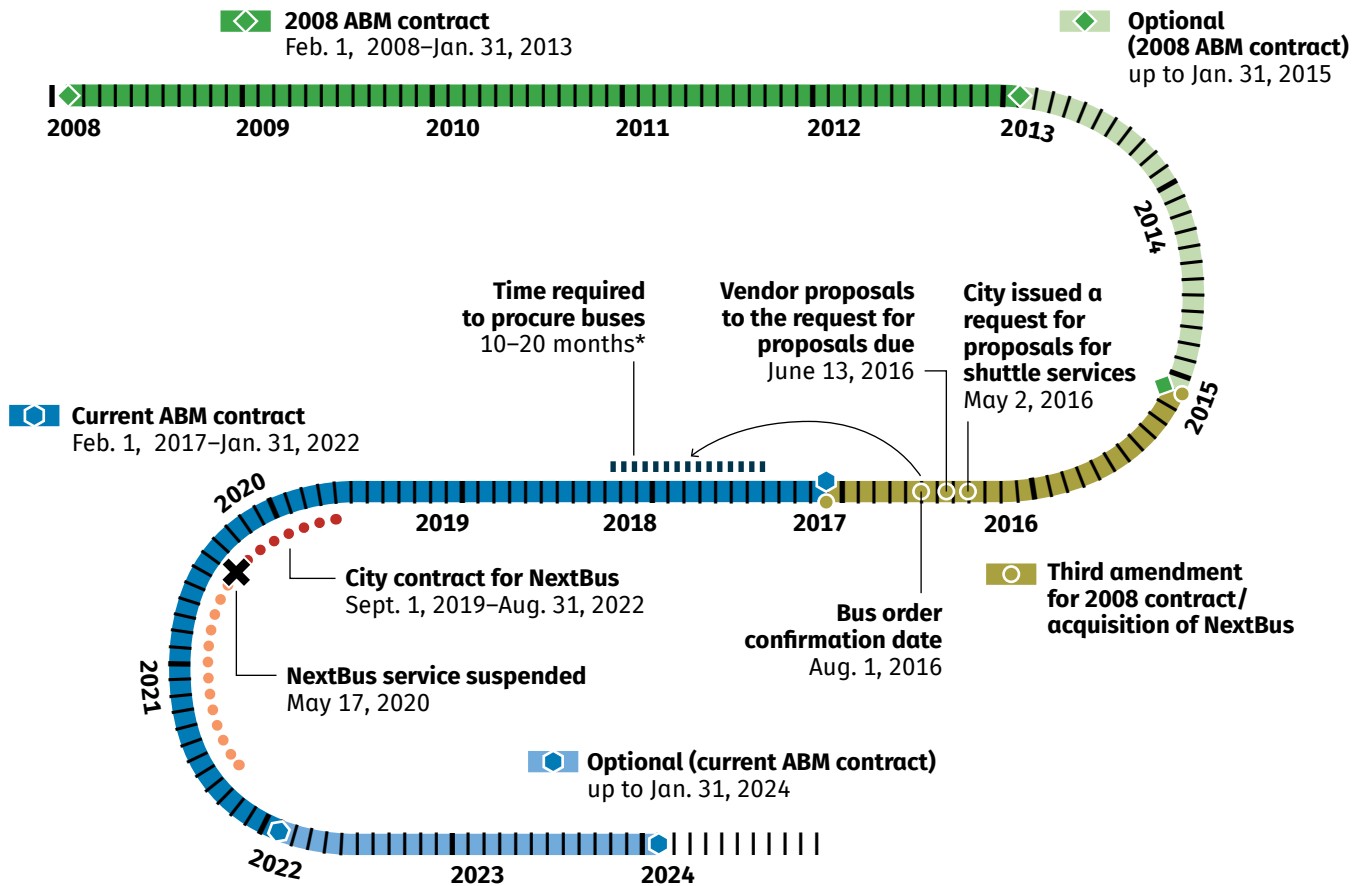 2008 ABM contract
Feb. 1, 2008–Jan. 31, 2013
Optional
(2008 ABM contract)
up to Jan. 31, 2015
2008
2009
2010
2011
2012
2013
2014
2015
Time required
to procure buses
10–20 months*
Vendor proposals
to the request for
proposals due
June 13, 2016
City issued a
request for
proposals for
shuttle services
May 2, 2016
Current ABM contract
Feb. 1, 2017–Jan. 31, 2022
2020
2019
2018
2017
2016
City contract for NextBus
Sept. 1, 2019–Aug. 31, 2022
Bus order
confirmation date
Aug. 1, 2016
Third amendment
for 2008 contract/
acquisition of NextBus
2021
NextBus service suspended
May 17, 2020
Optional (current ABM contract)
up to Jan. 31, 2024
2022
2023
2024